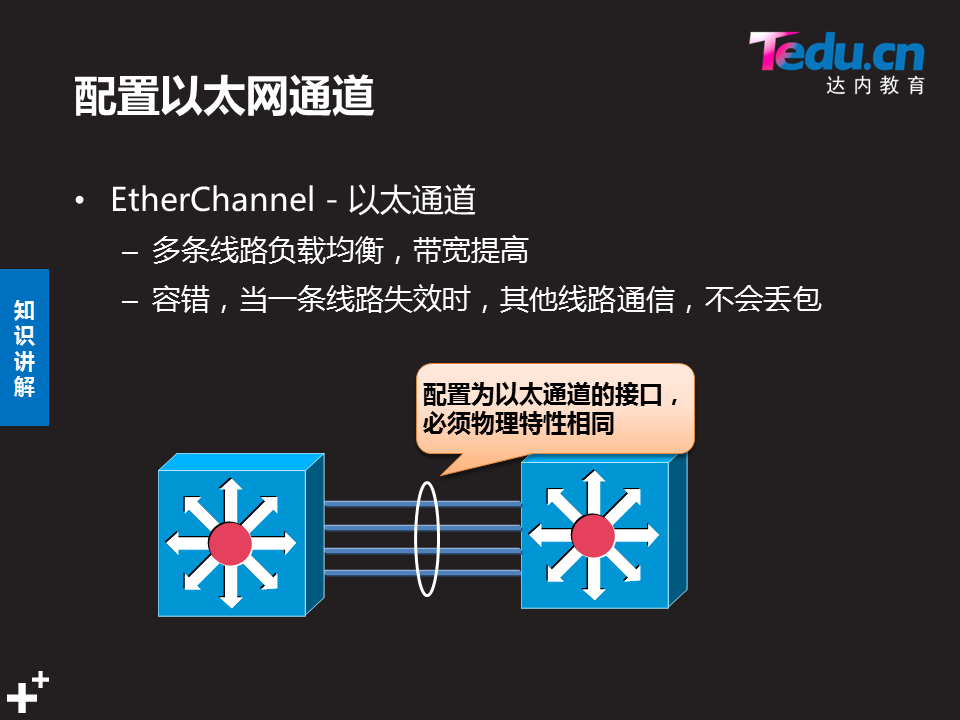 Tedu.cn
达内教育
配置以太网通道
• EtherChannel - 以太通道
– 多条线路负载均衡，带宽提高
– 容错，当一条线路失效时，其他线路通信，不会丢包
知识讲解
配置为以太通道的接口，
必须物理特性相同